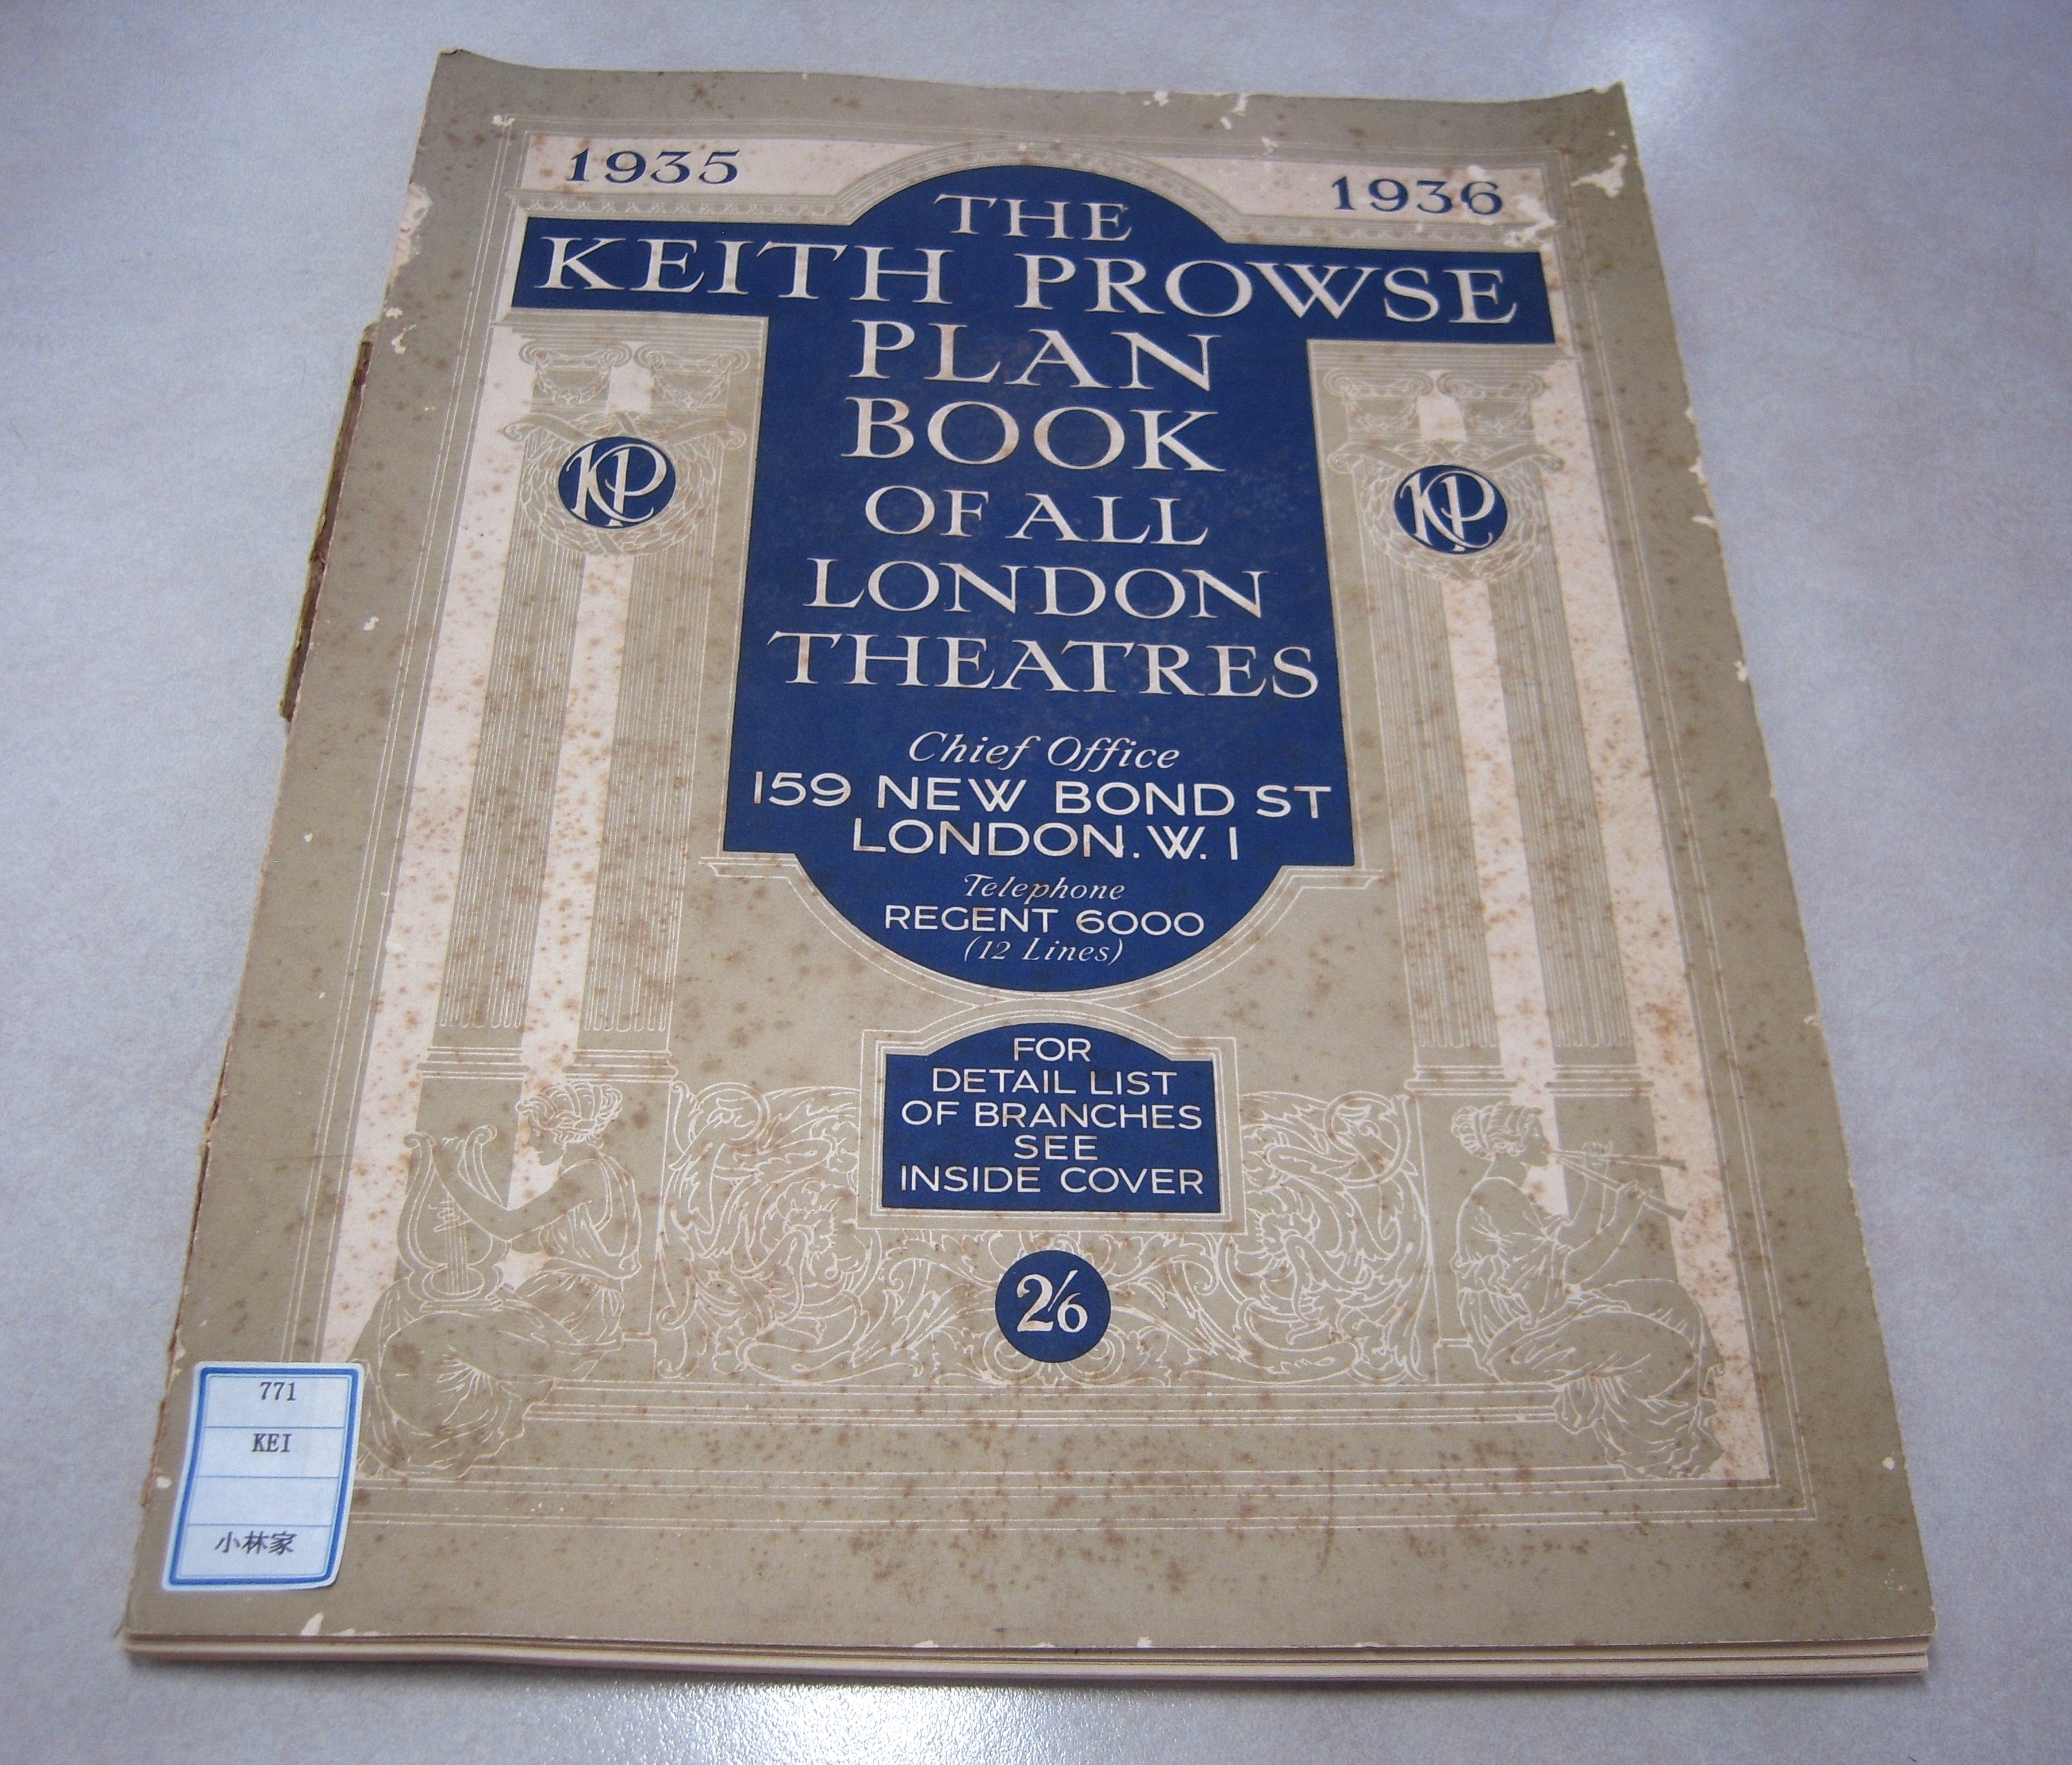 1935
1936
THE
KEITH PROWSE
PLAN
BOOK
OF ALL
LONDON
THEATRES
KP
KP
Chief Office
159 NEW BOND ST
LONDON. W. 1
Telephone
REGENT 6000
(12 Lines)
FOR
DETAIL LIST
OF BRANCHES
SEE
INSIDE COVER
2/6
771
KEI
小林家